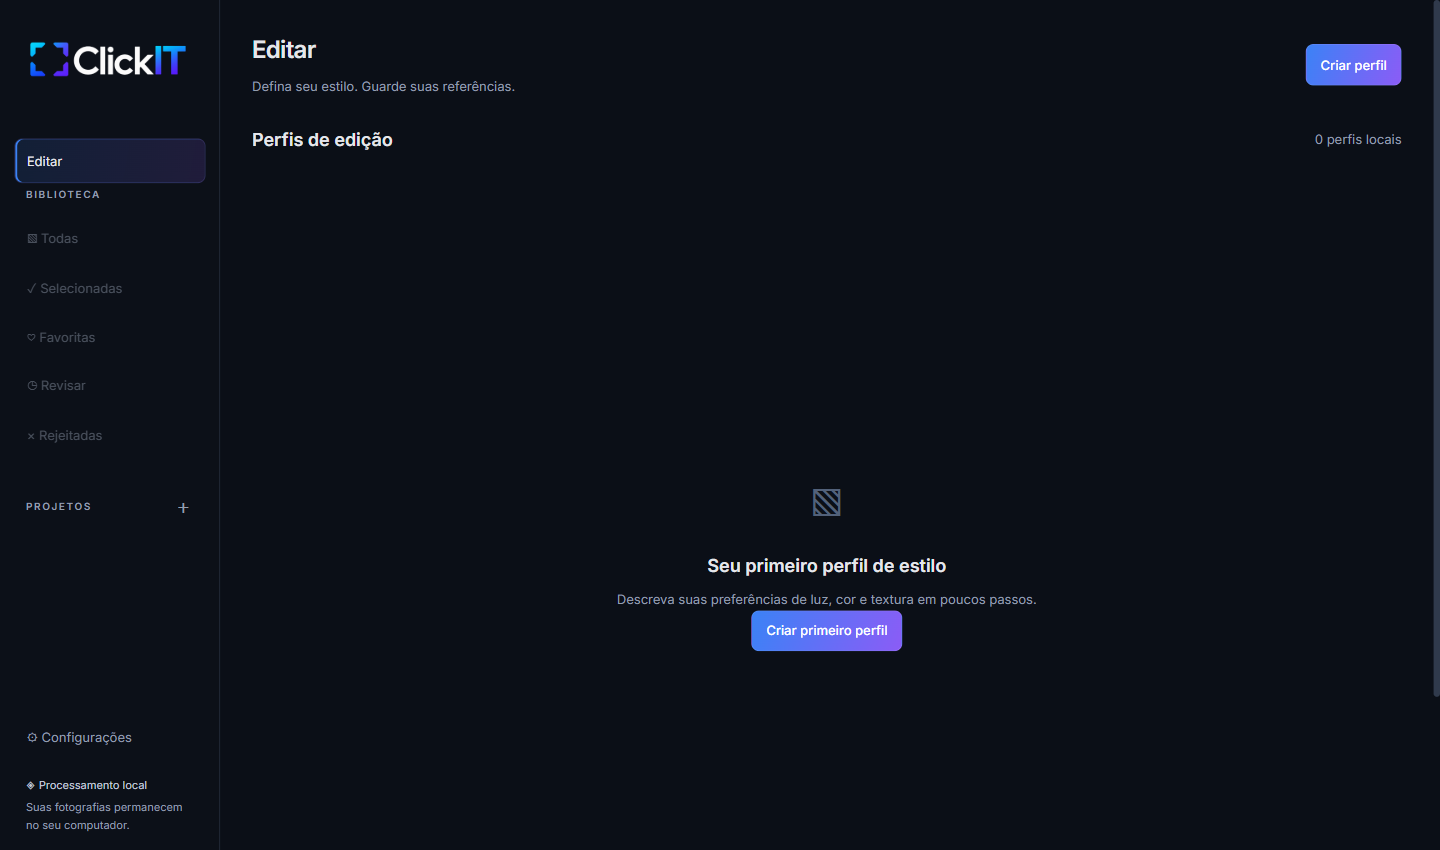 ClickIT
Editar
BIBLIOTECA
Todas
✓ Selecionadas
♡ Favoritas
Revisar
× Rejeitadas
PROJETOS +
⚙ Configurações
◈ Processamento local
Suas fotografias permanecem
no seu computador.
Editar
Defina seu estilo. Guarde suas referências.
Criar perfil
Perfis de edição
0 perfis locais
Seu primeiro perfil de estilo
Descreva suas preferências de luz, cor e textura em poucos passos.
Criar primeiro perfil